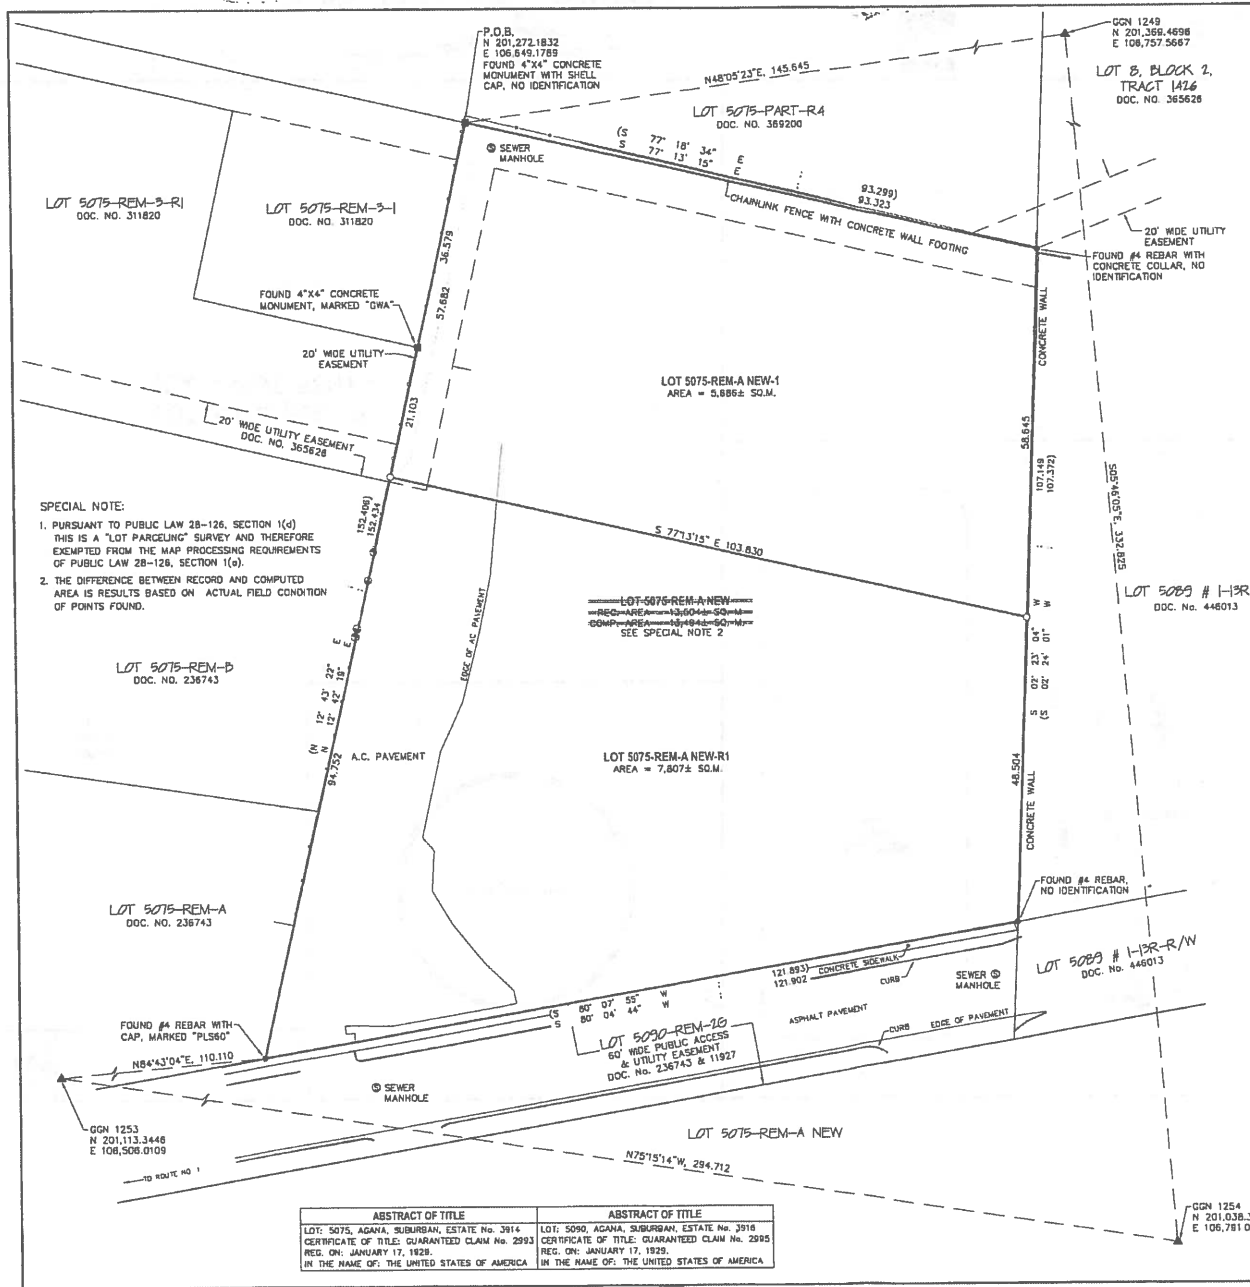 P.O.B.
N 201,272.1832
E 106,649.1789
FOUND 4"X4" CONCRETE
MONUMENT WITH SHELL
CAP, NO IDENTIFICATION
GGN 1249
N 201,369.4696
E 106,757.5667
LOT 8, BLOCK 2,
TRACT 1426
DOC. NO. 365626
N48°05'23"E, 145.645
LOT 5075-PART-R4
DOC. NO. 369200
SEWER
MANHOLE
(S 77° 18' 34" E 93.299)
S 77° 13' 15" E 93.323
CHAINLINK FENCE WITH CONCRETE WALL FOOTING
LOT 5075-REM-3-R1
DOC. NO. 311820
LOT 5075-REM-3-1
DOC. NO. 311820
20' WIDE UTILITY
EASEMENT
FOUND #4 REBAR WITH
CONCRETE COLLAR, NO
IDENTIFICATION
36.579
57.682
FOUND 4"X4" CONCRETE
MONUMENT, MARKED "GWA"
20' WIDE UTILITY
EASEMENT
CONCRETE WALL
LOT 5075-REM-A NEW-1
AREA = 5,686± SQ.M.
21.103
20' WIDE UTILITY EASEMENT
DOC. NO. 365626
58.645
107.149
107.372)
S05°46'05"E, 332.825
SPECIAL NOTE:
1. PURSUANT TO PUBLIC LAW 28-126, SECTION 1(d)
THIS IS A "LOT PARCELING" SURVEY AND THEREFORE
EXEMPTED FROM THE MAP PROCESSING REQUIREMENTS
OF PUBLIC LAW 28-126, SECTION 1(a).
2. THE DIFFERENCE BETWEEN RECORD AND COMPUTED
AREA IS RESULTS BASED ON ACTUAL FIELD CONDITION
OF POINTS FOUND.
152.406)
152.434
S 77°13'15" E 103.830
LOT 5089 # 1-13R
DOC. No. 446013
LOT 5075-REM-A NEW
REC. AREA = 13,604± SQ. M.
COMP. AREA = 13,494± SQ. M.
SEE SPECIAL NOTE 2
S 02° 23' 04" W
(S 02° 24' 01" W
EDGE OF AC PAVEMENT
LOT 5075-REM-B
DOC. NO. 236743
(N 12° 43' 22" E
N 12° 42' 19" E
94.752
A.C. PAVEMENT
LOT 5075-REM-A NEW-R1
AREA = 7,807± SQ.M.
48.504
CONCRETE WALL
FOUND #4 REBAR,
NO IDENTIFICATION
LOT 5075-REM-A
DOC. NO. 236743
LOT 5089 # 1-13R-R/W
DOC. No. 446013
121.893)
121.902
CONCRETE SIDEWALK
CURB
SEWER
MANHOLE
(S 80° 07' 55" W
S 80° 04' 44" W
ASPHALT PAVEMENT
CURB
EDGE OF PAVEMENT
FOUND #4 REBAR WITH
CAP, MARKED "PLS60"
LOT 5090-REM-2G
60' WIDE PUBLIC ACCESS
& UTILITY EASEMENT
DOC. No. 236743 & 11927
N84°43'04"E, 110.110
SEWER
MANHOLE
GGN 1253
N 201,113.3446
E 106,506.0109
LOT 5075-REM-A NEW
N75°15'14"W, 294.712
TO ROUTE NO 1
GGN 1254
N 201,038.3
E 106,791.0
ABSTRACT OF TITLE
LOT: 5075, AGANA, SUBURBAN, ESTATE No. 3914
CERTIFICATE OF TITLE: GUARANTEED CLAIM No. 2993
REG. ON: JANUARY 17, 1929.
IN THE NAME OF: THE UNITED STATES OF AMERICA
ABSTRACT OF TITLE
LOT: 5090, AGANA, SUBURBAN, ESTATE No. 3916
CERTIFICATE OF TITLE: GUARANTEED CLAIM No. 2995
REG. ON: JANUARY 17, 1929.
IN THE NAME OF: THE UNITED STATES OF AMERICA